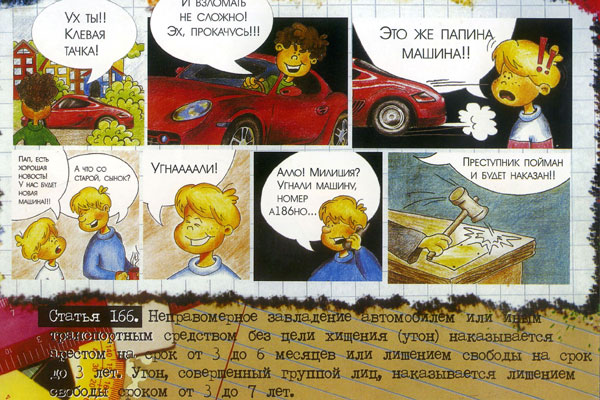 Ух ты!!
Клевая
тачка!
И взломать
не сложно!
Эх, прокачусь!!!
Это же папина
машина!!
!!
Пап, есть
хорошая
новость!
У нас будет
новая
машина!!!
А что со
старой, сынок?
Угнаааали!
Алло! Милиция?
Угнали машину,
номер
а186но...
Преступник пойман
и будет наказан!!
Статья 166. Неправомерное завладение автомобилем или иным
транспортным средством без цели хищения (угон) наказывается
арестом на срок от 3 до 6 месяцев или лишением свободы на срок
до 3 лет. Угон, совершенный группой лиц, наказывается лишением
свободы сроком от 3 до 7 лет.